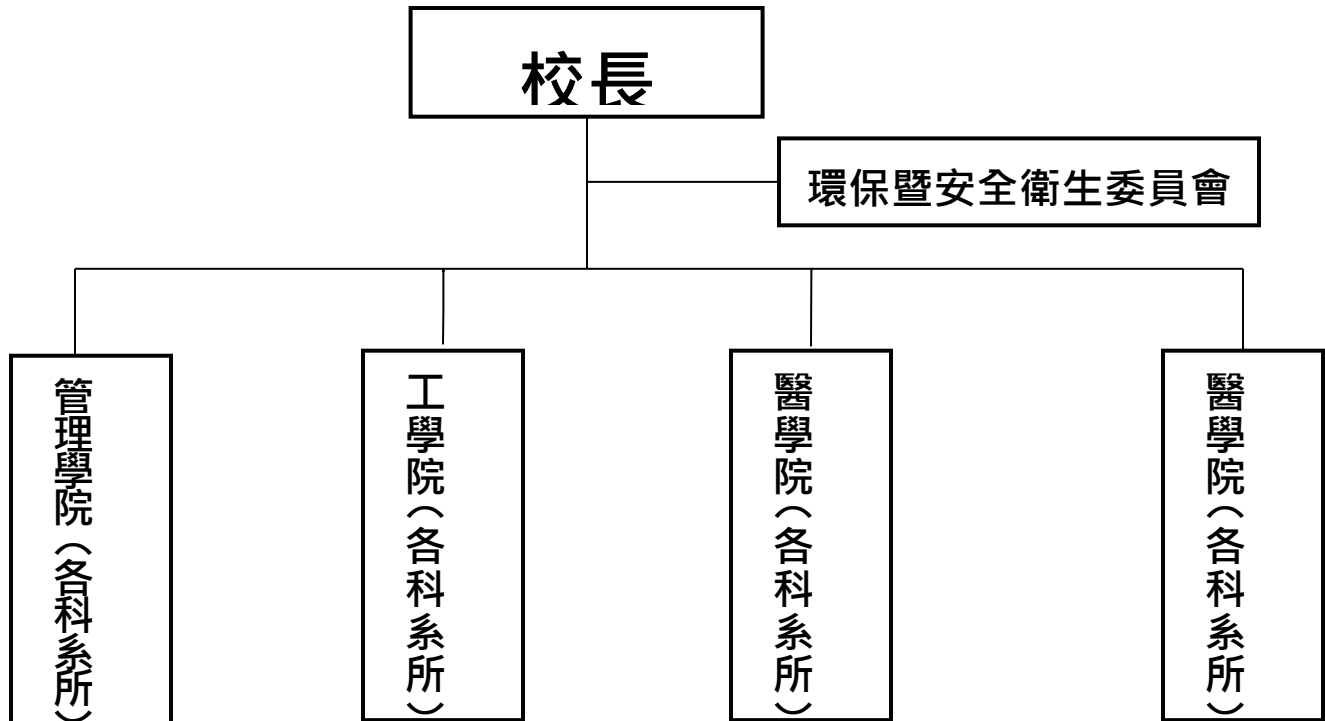 校長
環保暨安全衛生委員會
管理學院（各科系所）
工學院（各科系所）
醫學院（各科系所）
醫學院（各科系所）